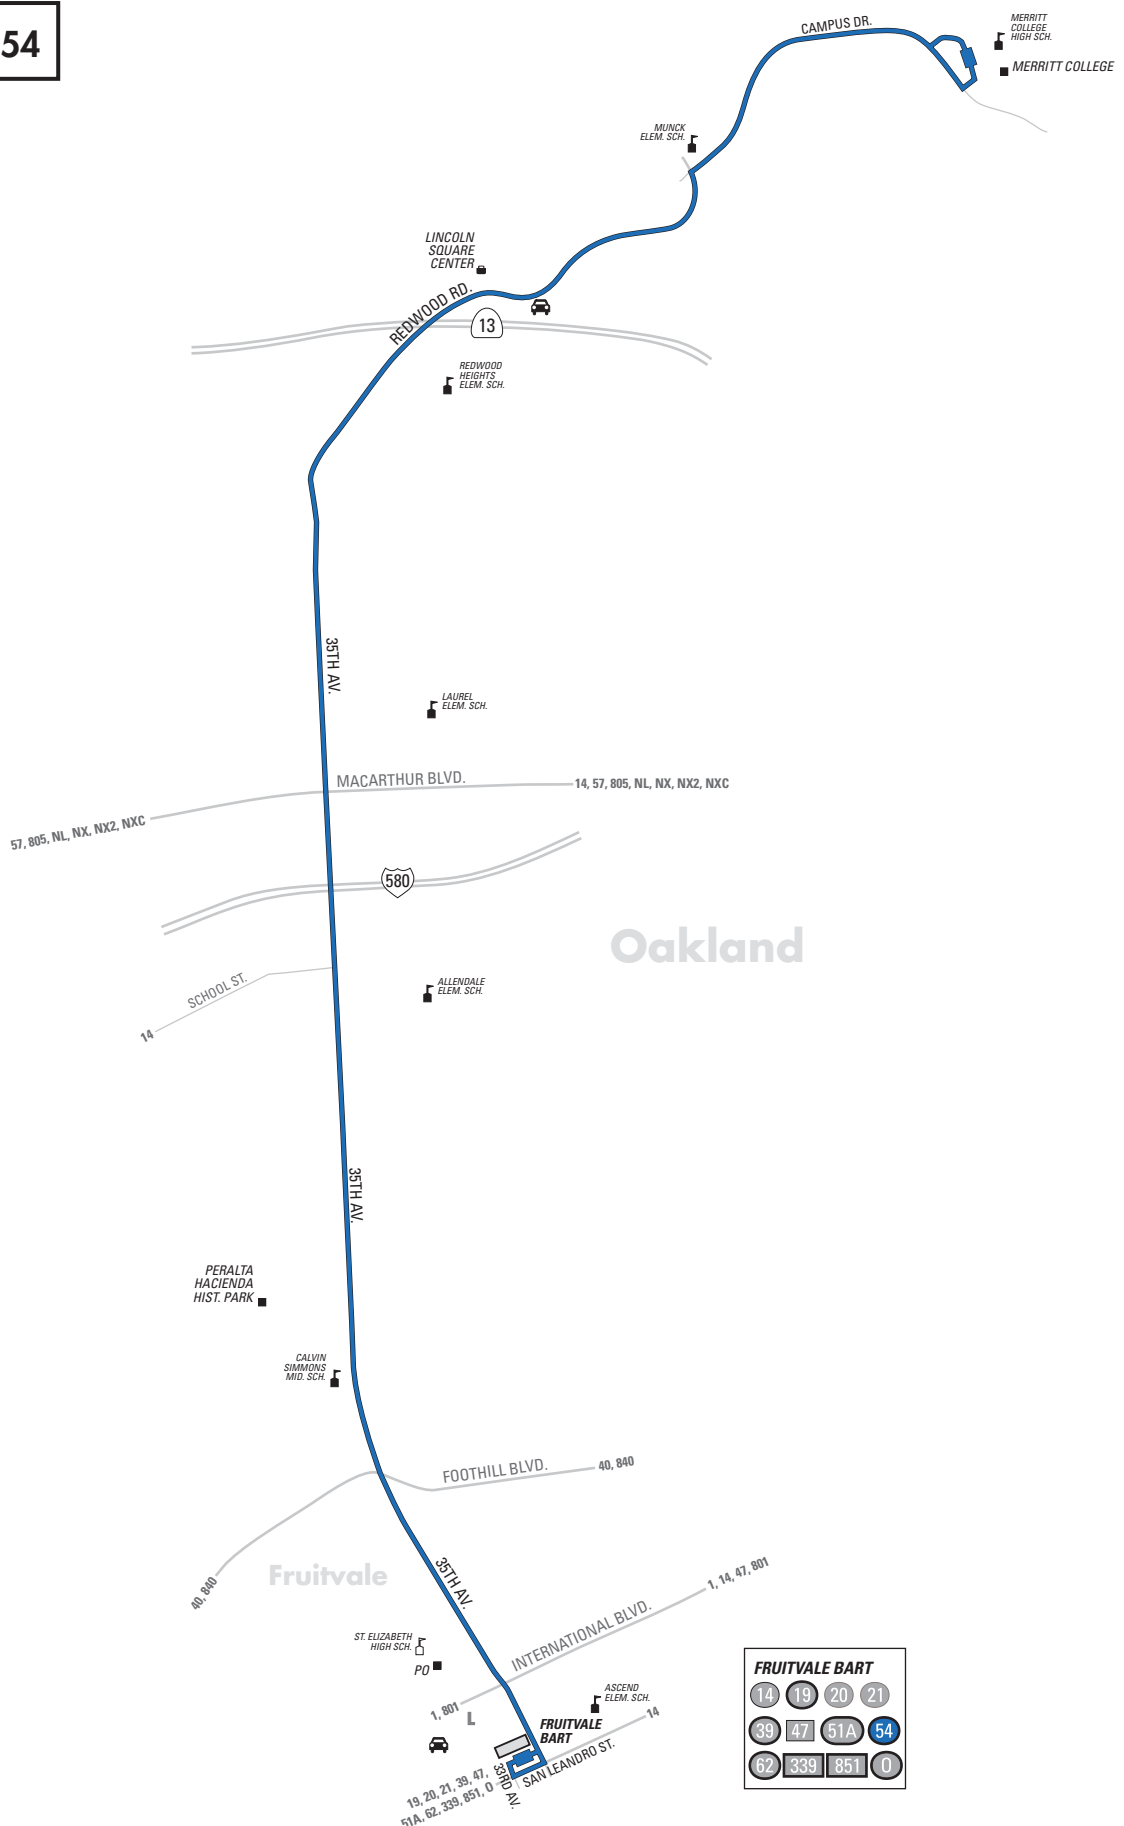 54
CAMPUS DR.
MERRITT
COLLEGE
HIGH SCH.
MERRITT COLLEGE
MUNCK
ELEM. SCH.
LINCOLN
SQUARE
CENTER
REDWOOD RD.
13
REDWOOD
HEIGHTS
ELEM. SCH.
35TH AV.
LAUREL
ELEM. SCH.
MACARTHUR BLVD.
14, 57, 805, NL, NX, NX2, NXC
57, 805, NL, NX, NX2, NXC
580
Oakland
SCHOOL ST.
14
ALLENDALE
ELEM. SCH.
35TH AV.
PERALTA
HACIENDA
HIST. PARK
CALVIN
SIMMONS
MID. SCH.
FOOTHILL BLVD.
40, 840
40, 840
Fruitvale
35TH AV.
1, 14, 47, 801
INTERNATIONAL BLVD.
ST. ELIZABETH
HIGH SCH.
PO
1, 801
L
ASCEND
ELEM. SCH.
14
FRUITVALE
BART
SAN LEANDRO ST.
33RD AV.
19, 20, 21, 39, 47,
51A, 62, 339, 851, O
FRUITVALE BART
14 19 20 21
39 47 51A 54
62 339 851 O